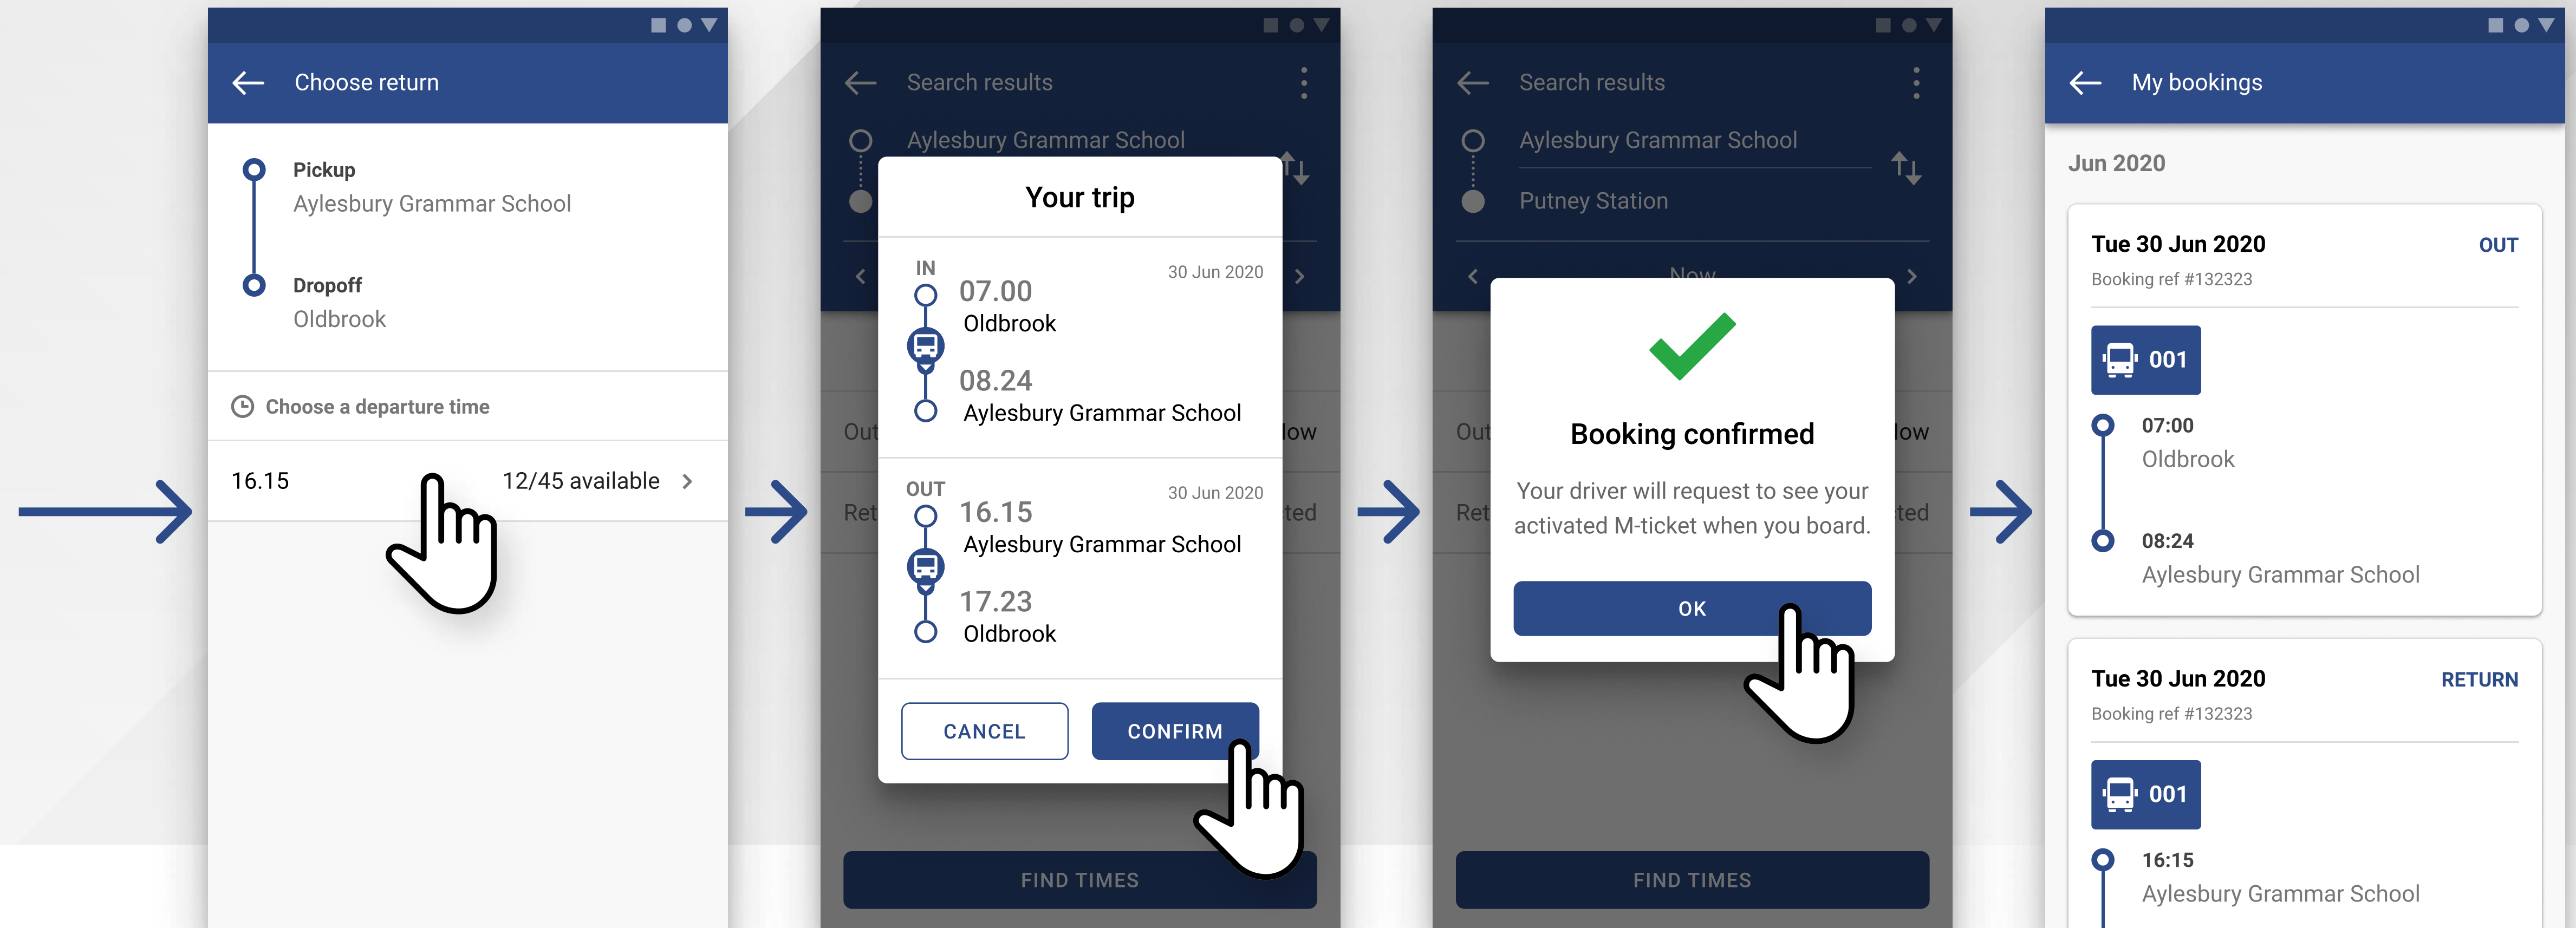 Choose return
Pickup
Aylesbury Grammar School
Dropoff
Oldbrook
Choose a departure time
16.15 12/45 available
Search results
Aylesbury Grammar School
Your trip
IN
30 Jun 2020
07.00
Oldbrook
08.24
Aylesbury Grammar School
OUT
30 Jun 2020
16.15
Aylesbury Grammar School
17.23
Oldbrook
CANCEL CONFIRM
FIND TIMES
Search results
Aylesbury Grammar School
Putney Station
Now
Booking confirmed
Your driver will request to see your
activated M-ticket when you board.
OK
FIND TIMES
My bookings
Jun 2020
Tue 30 Jun 2020 OUT
Booking ref #132323
001
07:00
Oldbrook
08:24
Aylesbury Grammar School
Tue 30 Jun 2020 RETURN
Booking ref #132323
001
16:15
Aylesbury Grammar School